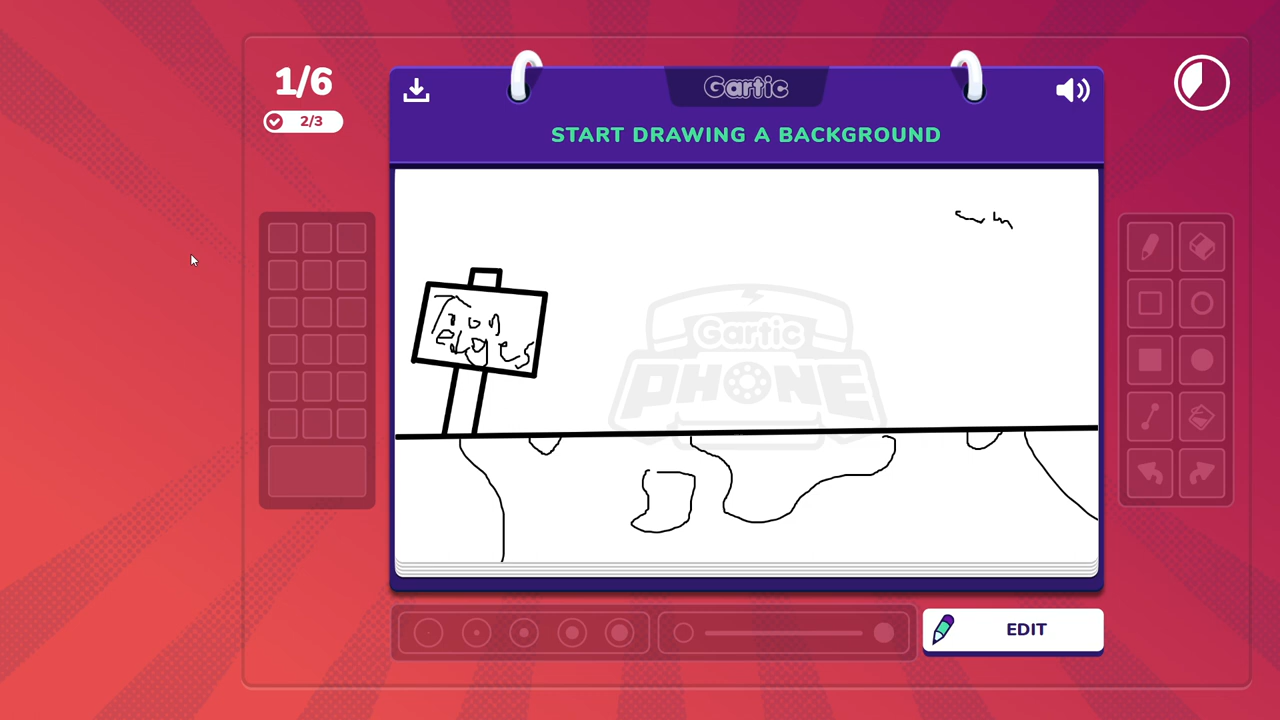 1/6
2/3
Gartic
START DRAWING A BACKGROUND
Gartic
PHONE
EDIT